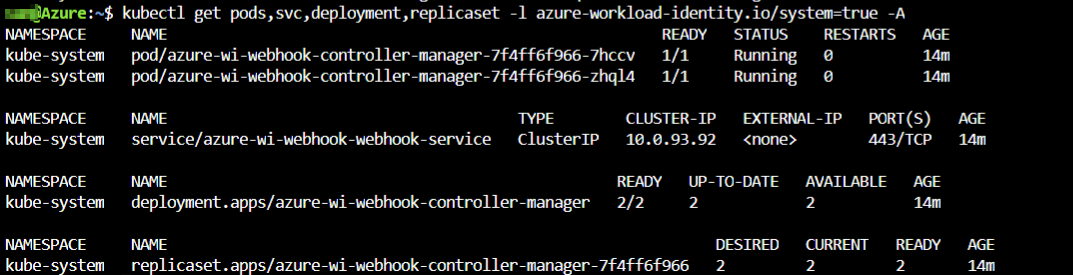 @Azure:~$ kubectl get pods,svc,deployment,replicaset -l azure-workload-identity.io/system=true -A
NAMESPACE NAME READY STATUS RESTARTS AGE
kube-system pod/azure-wi-webhook-controller-manager-7f4ff6f966-7hccv 1/1 Running 0 14m
kube-system pod/azure-wi-webhook-controller-manager-7f4ff6f966-zhql4 1/1 Running 0 14m
NAMESPACE NAME TYPE CLUSTER-IP EXTERNAL-IP PORT(S) AGE
kube-system service/azure-wi-webhook-webhook-service ClusterIP 10.0.93.92 <none> 443/TCP 14m
NAMESPACE NAME READY UP-TO-DATE AVAILABLE AGE
kube-system deployment.apps/azure-wi-webhook-controller-manager 2/2 2 2 14m
NAMESPACE NAME DESIRED CURRENT READY AGE
kube-system replicaset.apps/azure-wi-webhook-controller-manager-7f4ff6f966 2 2 2 14m